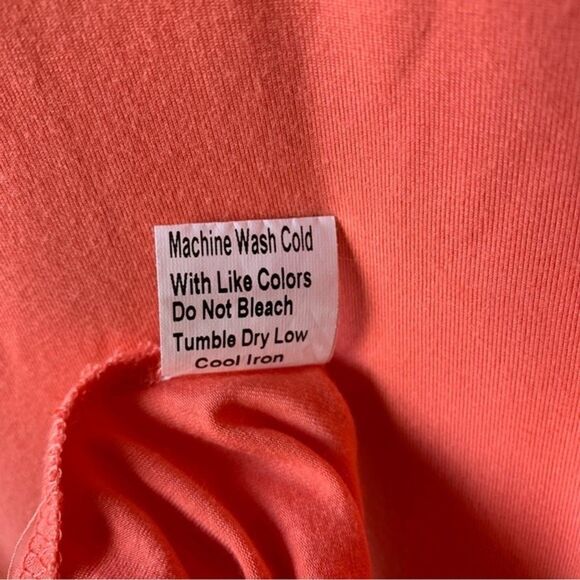 Machine Wash Cold
With Like Colors
Do Not Bleach
Tumble Dry Low
Cool Iron